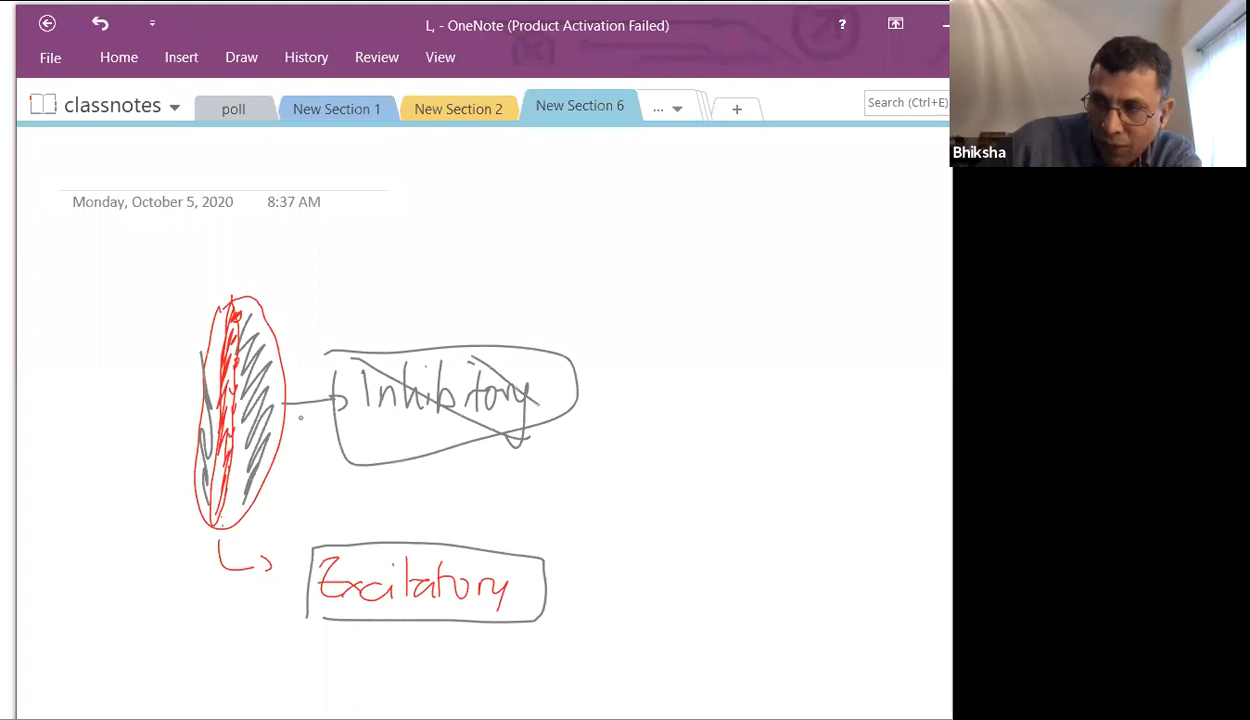 L, - OneNote (Product Activation Failed)
?
File Home Insert Draw History Review View
classnotes poll New Section 1 New Section 2 New Section 6 ... + Search (Ctrl+E)
Bhiksha
Monday, October 5, 2020 8:37 AM
Inhibitory
Excitatory